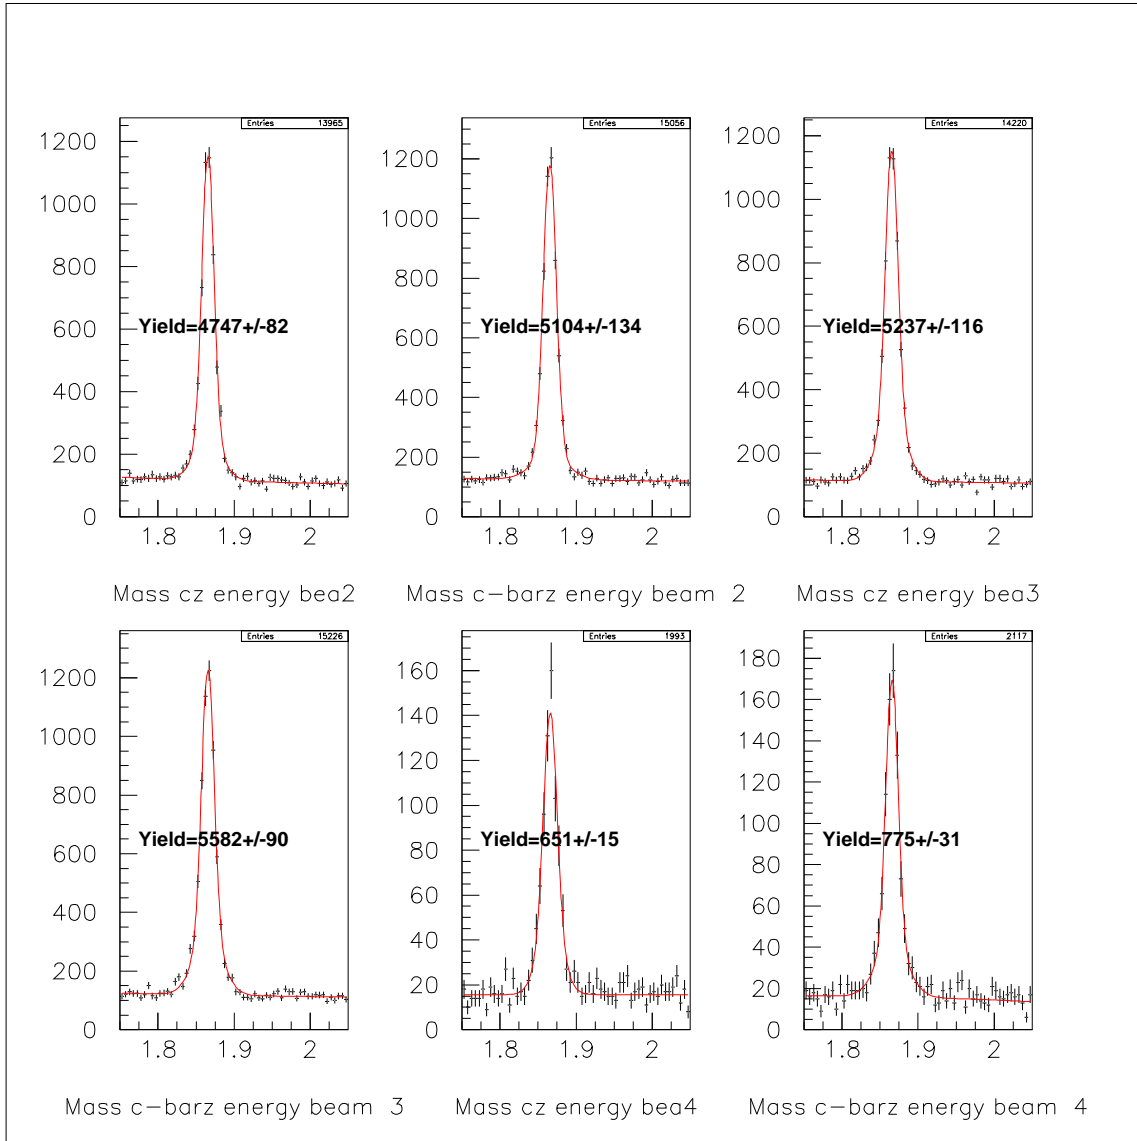 Entries 13965
1200
1000
800
600
400
200
0
1.8 1.9 2
Yield=4747+/-82
Mass cz energy bea2
Entries 15056
1200
1000
800
600
400
200
0
1.8 1.9 2
Yield=5104+/-134
Mass c-barz energy beam 2
Entries 14220
1200
1000
800
600
400
200
0
1.8 1.9 2
Yield=5237+/-116
Mass cz energy bea3
Entries 15226
1200
1000
800
600
400
200
0
1.8 1.9 2
Yield=5582+/-90
Mass c-barz energy beam 3
Entries 1993
160
140
120
100
80
60
40
20
0
1.8 1.9 2
Yield=651+/-15
Mass cz energy bea4
Entries 2117
180
160
140
120
100
80
60
40
20
0
1.8 1.9 2
Yield=775+/-31
Mass c-barz energy beam 4